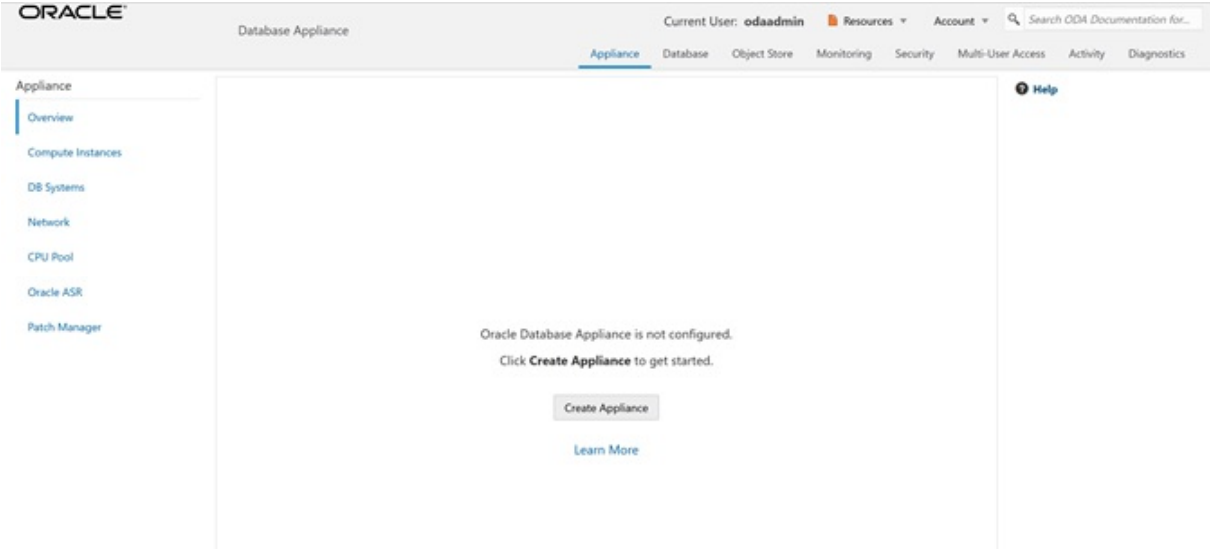 ORACLE
Database Appliance
Current User: odaadmin
Resources
Account
Search ODA Documentation for...
Appliance
Database
Object Store
Monitoring
Security
Multi-User Access
Activity
Diagnostics
Appliance
Overview
Compute Instances
DB Systems
Network
CPU Pool
Oracle ASR
Patch Manager
Oracle Database Appliance is not configured.
Click Create Appliance to get started.
Create Appliance
Learn More
Help